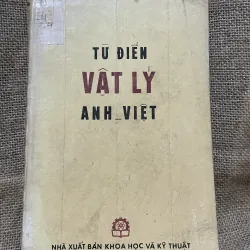 TỪ ĐIỂN
VẬT LÝ
ANH_VIỆT
NHÀ XUẤT BẢN KHOA HỌC VÀ KỸ THUẬT